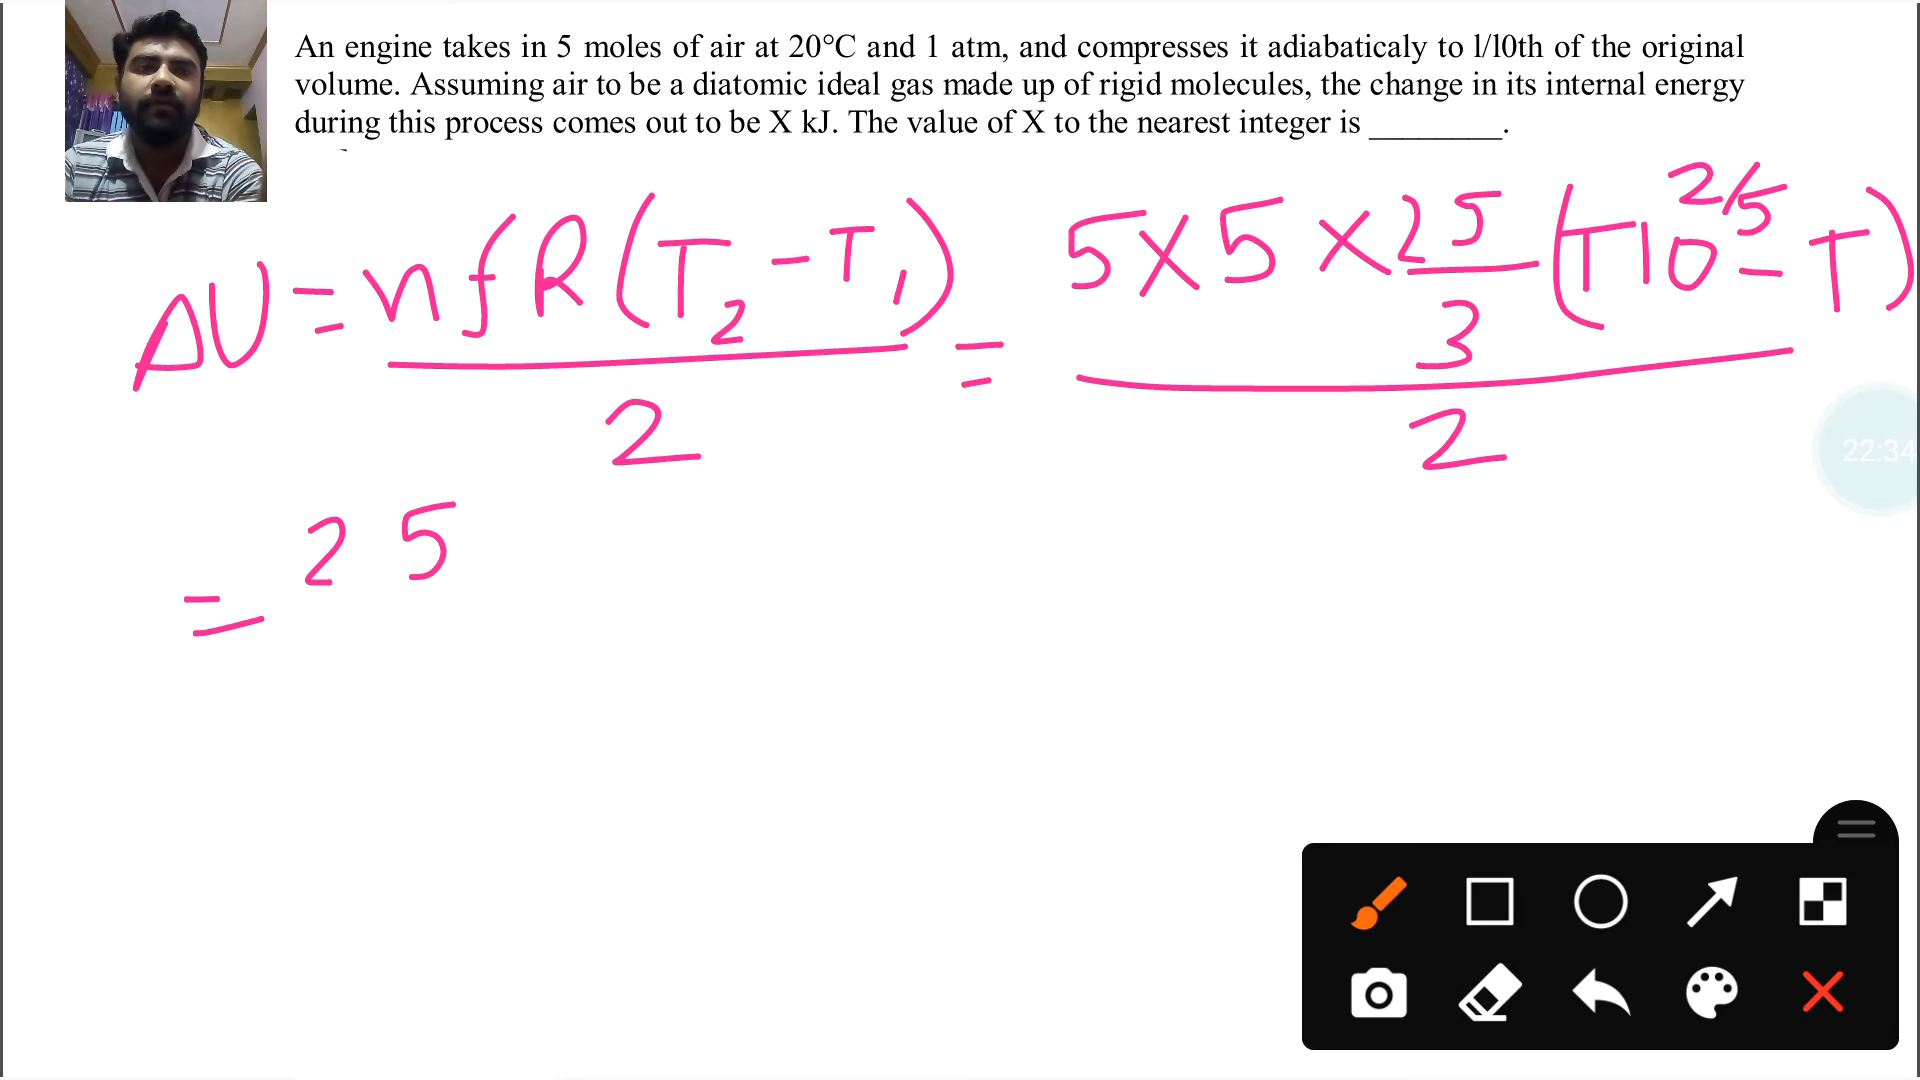 An engine takes in 5 moles of air at 20°C and 1 atm, and compresses it adiabaticaly to l/l0th of the original
volume. Assuming air to be a diatomic ideal gas made up of rigid molecules, the change in its internal energy
during this process comes out to be X kJ. The value of X to the nearest integer is ________.
ΔU = nfR(T₂ - T₁)/2 = 5 × 5 × 25/3 (T10^2/5 - T)/2
22:34
= 25